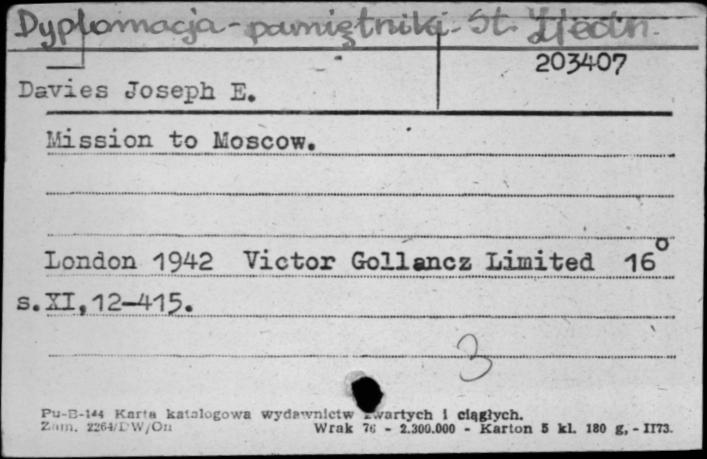 Dyplomacja - pamiętniki - St. Zjedn.
203407
Davies Joseph E.
Mission to Moscow.
London 1942 Victor Gollancz Limited 16°
s.XI,12-415.
3
Pu-B-144 Karta katalogowa wydawnictw zwartych i ciągłych.
Zam. 2264/DW/On Wrak 76 - 2.300.000 - Karton 5 kl. 180 g, - II73.